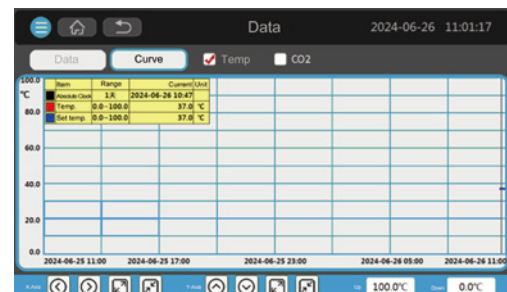 Data 2024-06-26 11:01:17
Data Curve Temp CO2
100.0
℃
80.0
60.0
40.0
20.0
0.0
Item Range Current Unit
Absolute Clock 1天 2024-06-26 10:47
Temp. 0.0~100.0 37.0 ℃
Set temp. 0.0~100.0 37.0 ℃
2024-06-25 11:00 2024-06-25 17:00 2024-06-25 23:00 2024-06-26 05:00 2024-06-26 11:00
X-Axis Y-Axis Up 100.0℃ Down 0.0℃